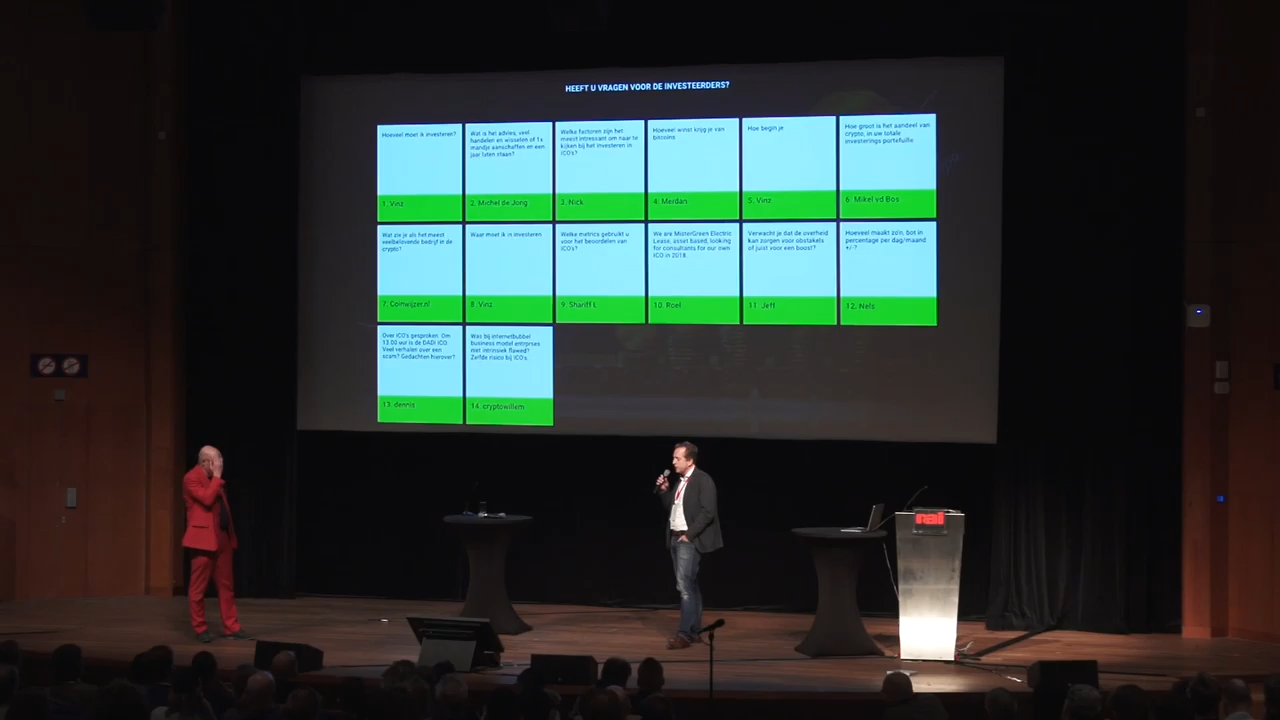 HEEFT U VRAGEN VOOR DE INVESTEERDERS?
Hoeveel moet ik investeren?
1. Vinz
Wat is het advies, veel
handelen en wisselen of 1x
mandje aanschaffen en een
jaar laten staan?
2. Michel de Jong
Welke factoren zijn het
meest intressant om naar te
kijken bij het investeren in
ICO's?
3. Nick
Hoeveel winst krijg je van
bitcoins
4. Merdan
Hoe begin je
5. Vinz
Hoe groot is het aandeel van
crypto, in uw totale
investerings portefuille
6. Mikel vd Bos
Wat zie je als het meest
veelbelovende bedrijf in de
crypto?
7. Coinwijzer.nl
Waar moet ik in investeren
8. Vinz
Welke metrics gebruikt u
voor het beoordelen van
ICO's?
9. Shariff L
We are MisterGreen Electric
Lease, asset based, looking
for consultants for our own
ICO in 2018.
10. Roel
Verwacht je dat de overheid
kan zorgen voor obstakels
of juist voor een boost?
11. Jeff
Hoeveel maakt zo'n, bot in
percentage per dag/maand
+/-?
12. Nels
Over ICO's gesproken. Om
13.00 uur is de DADI ICO.
Veel verhalen over een
scam? Gedachten hierover?
13. dennis
Was bij internetbubbel
business model entrprises
niet intrinsiek flawed?
Zelfde risico bij ICO's.
14. cryptowillem
rai